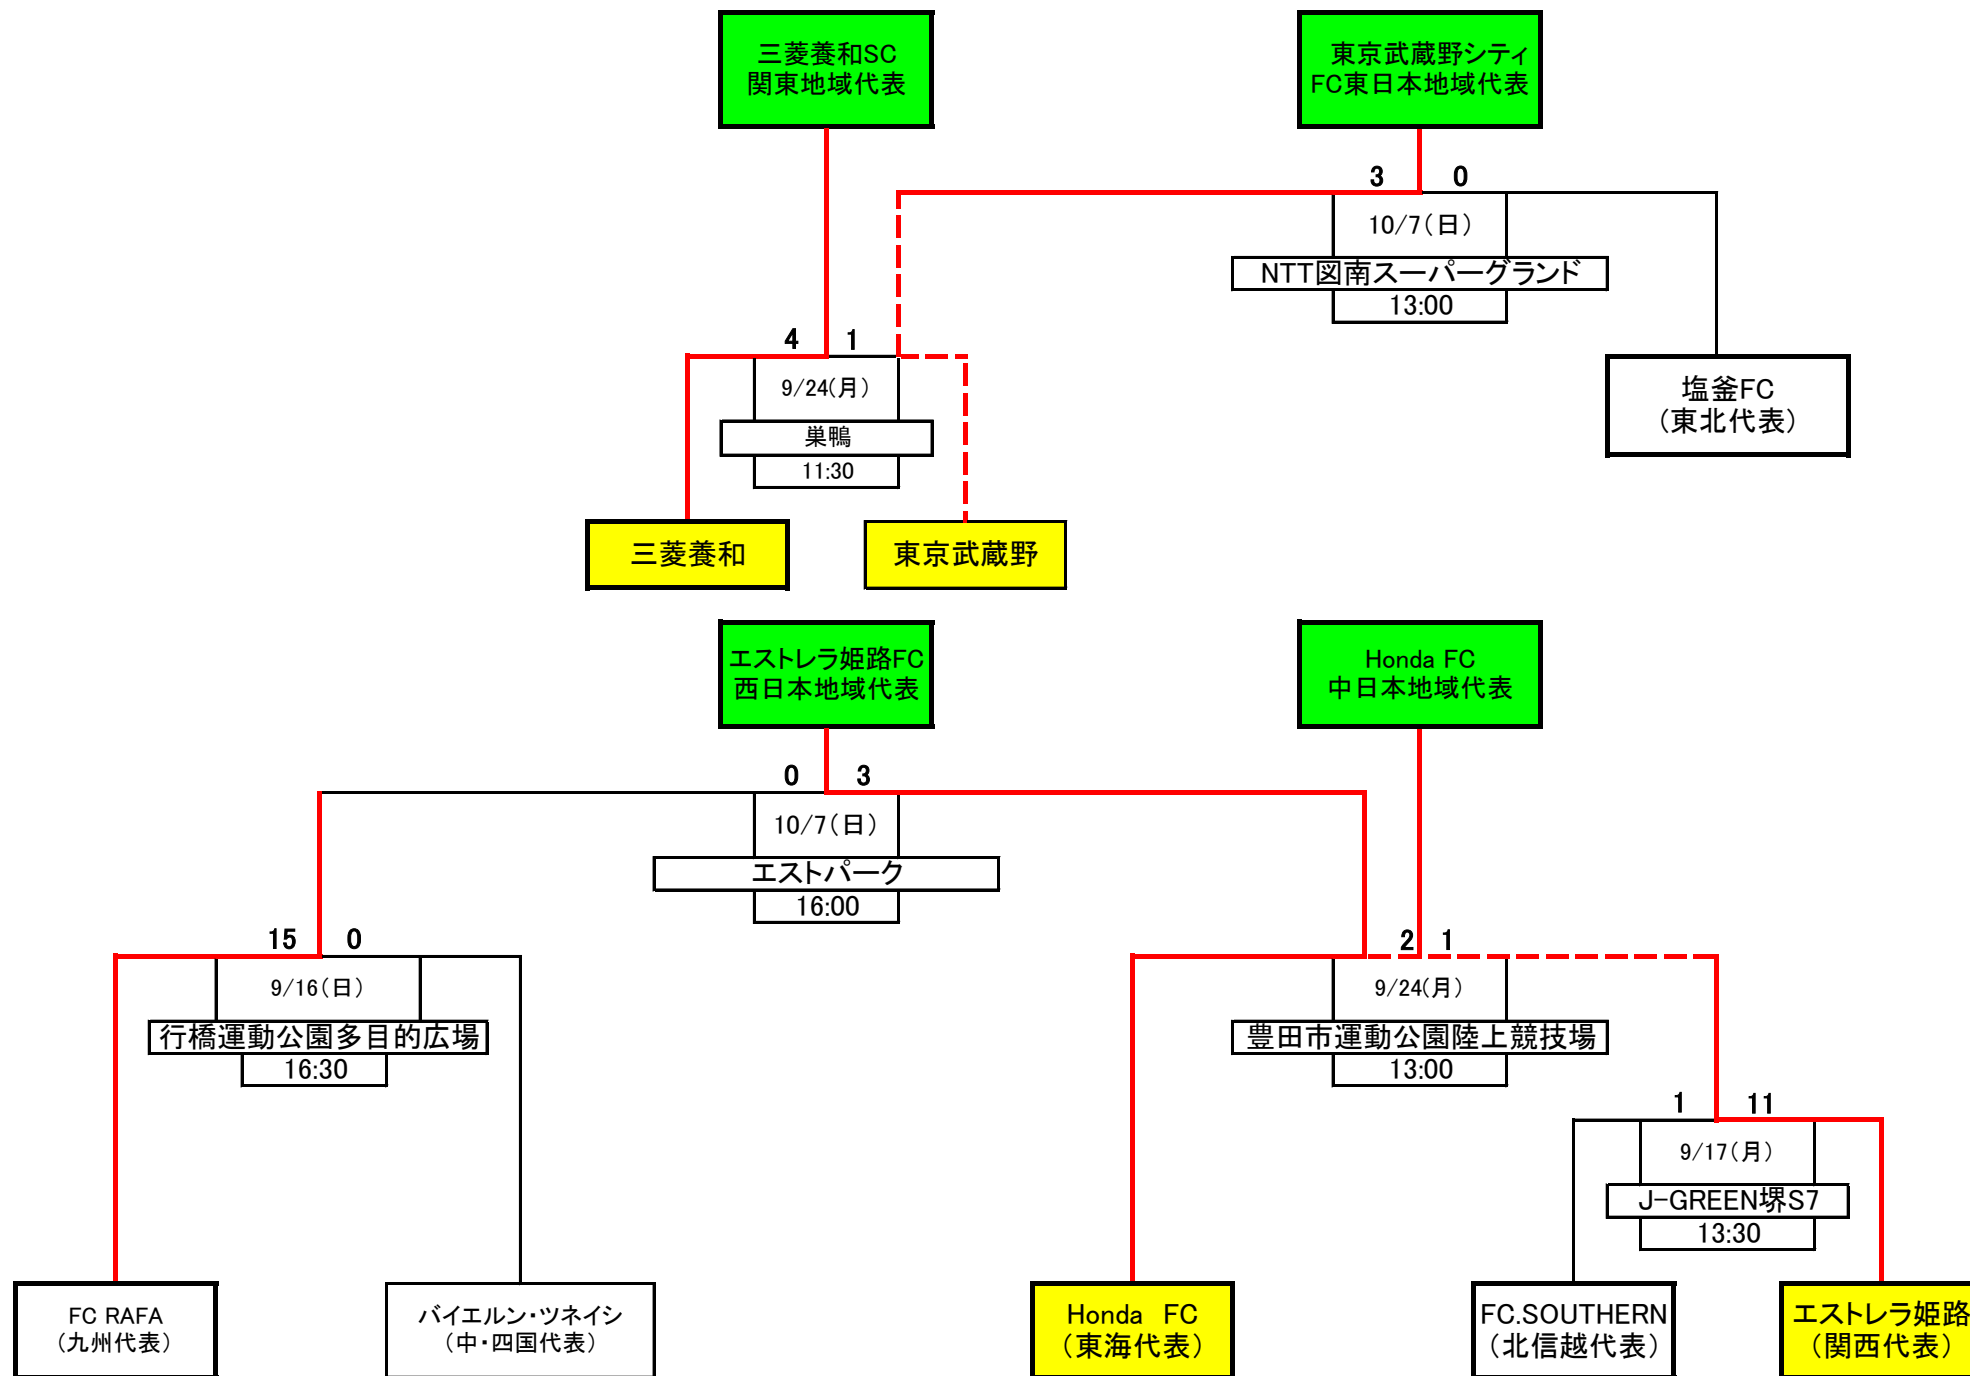 三菱養和SC
関東地域代表
東京武蔵野シティ
FC東日本地域代表
3 0
10/7(日)
NTT図南スーパーグランド
13:00
4 1
9/24(月)
巣鴨
11:30
塩釜FC
(東北代表)
三菱養和
東京武蔵野
エストレラ姫路FC
西日本地域代表
Honda FC
中日本地域代表
0 3
10/7(日)
エストパーク
16:00
15 0
9/16(日)
行橋運動公園多目的広場
16:30
2 1
9/24(月)
豊田市運動公園陸上競技場
13:00
1 11
9/17(月)
J-GREEN堺S7
13:30
FC RAFA
(九州代表)
バイエルン・ツネイシ
(中・四国代表)
Honda FC
(東海代表)
FC.SOUTHERN
(北信越代表)
エストレラ姫路
(関西代表)